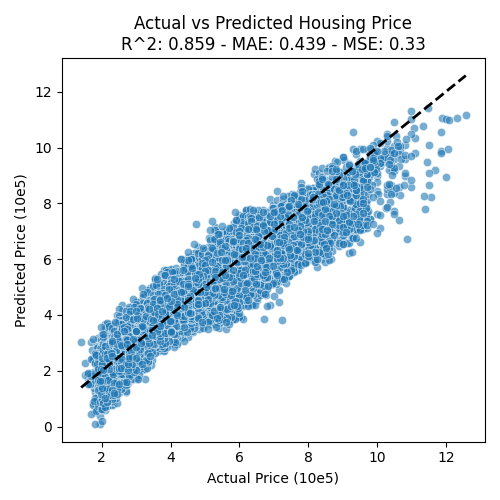 Actual vs Predicted Housing Price
R^2: 0.859 - MAE: 0.439 - MSE: 0.33
12
10
8
6
4
2
0
Predicted Price (10e5)
2 4 6 8 10 12
Actual Price (10e5)